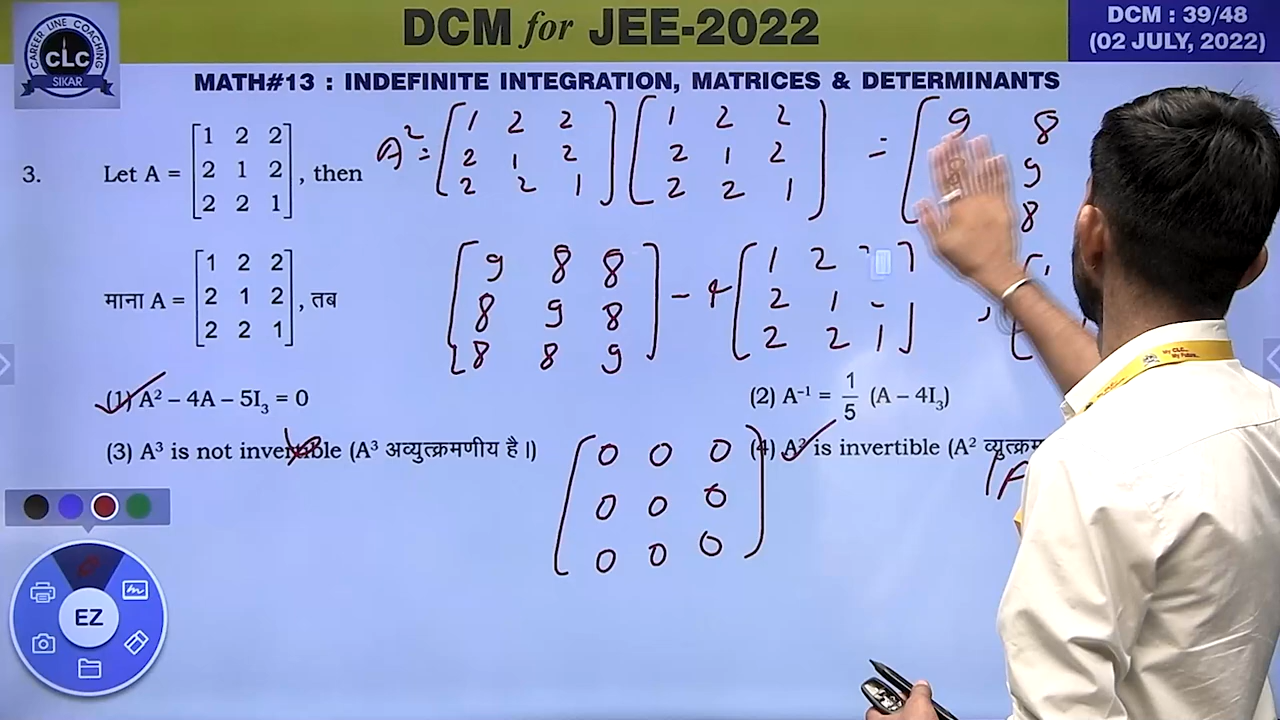 DCM for JEE-2022
DCM : 39/48
(02 JULY, 2022)
CAREER LINE COACHING
CLC
SIKAR
MATH#13 : INDEFINITE INTEGRATION, MATRICES & DETERMINANTS
3. Let A = [1 2 2
2 1 2
2 2 1] , then
A² = [1 2 2
2 1 2
2 2 1] [1 2 2
2 1 2
2 2 1] = [9 8
9
8
माना A = [1 2 2
2 1 2
2 2 1] , तब
[9 8 8
8 9 8
8 8 9] – 4 [1 2
2 1
2 2 1]
(1) A² – 4A – 5I₃ = 0
(2) A⁻¹ = 1/5 (A – 4I₃)
(3) A³ is not invertible (A³ अव्युत्क्रमणीय है।)
(4) A² is invertible (A²
[0 0 0
0 0 0
0 0 0]
EZ
My CLC..
My Future..